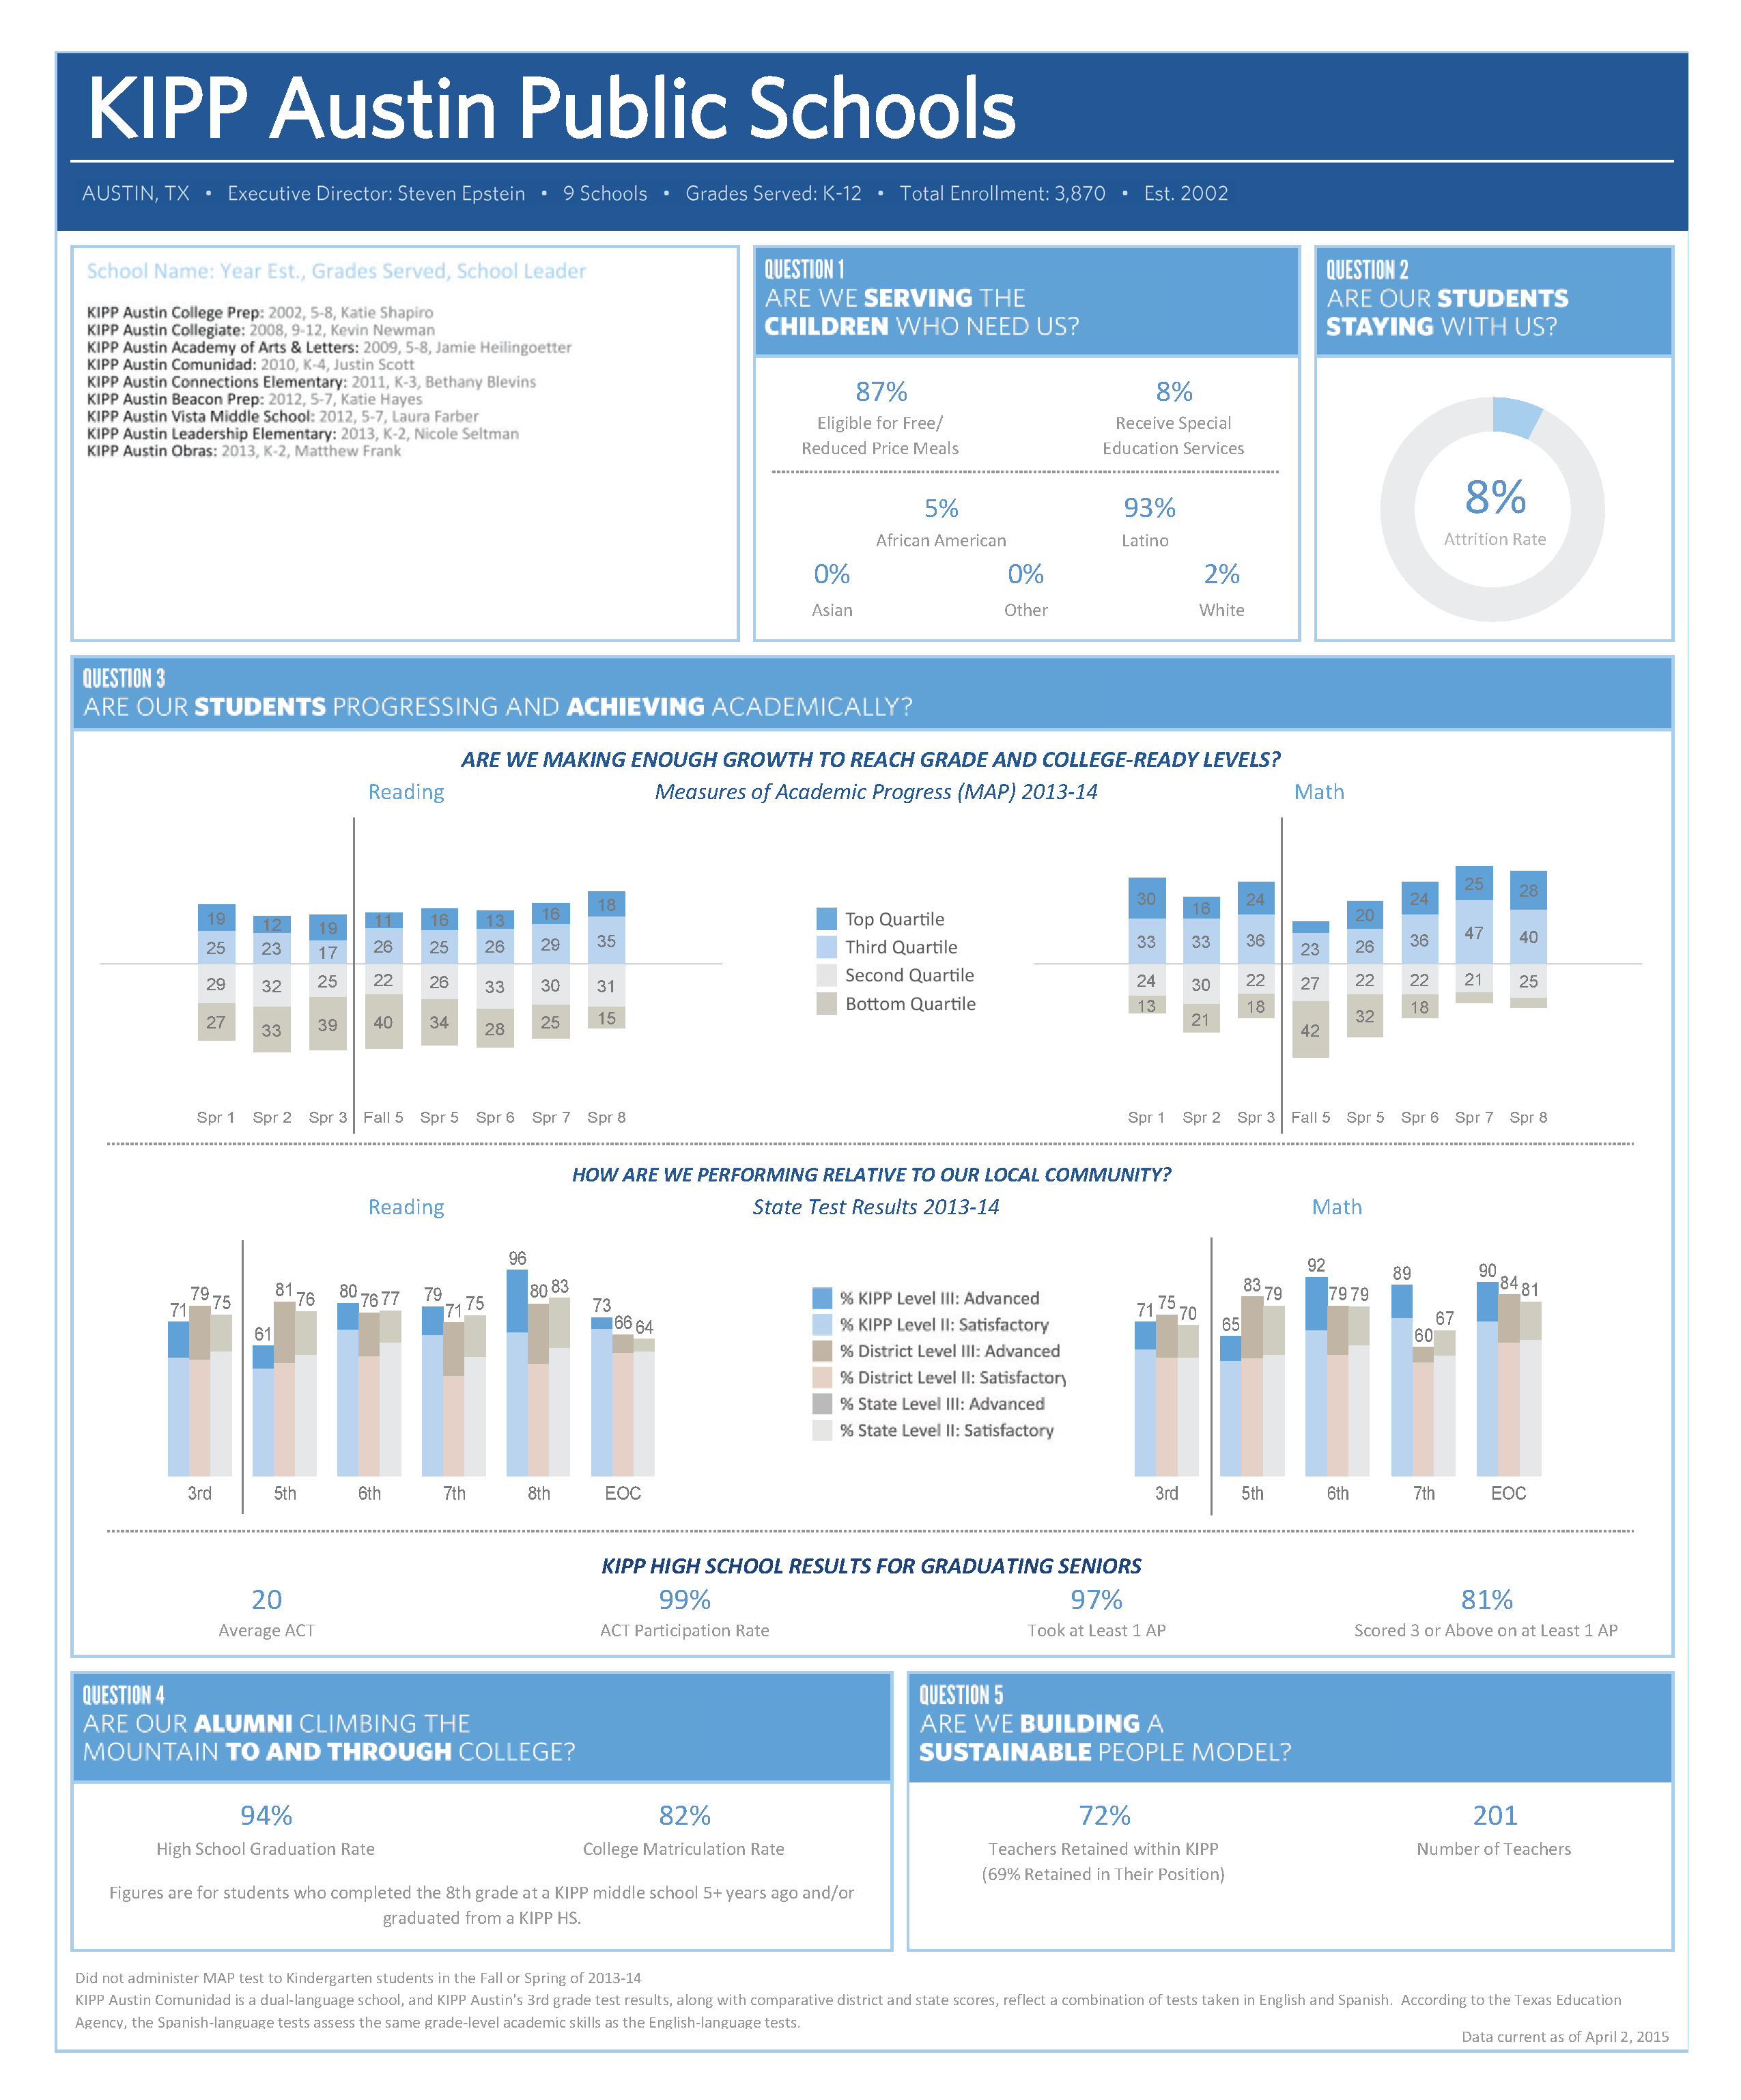 KIPP Austin Public Schools
AUSTIN, TX • Executive Director: Steven Epstein • 9 Schools • Grades Served: K-12 • Total Enrollment: 3,870 • Est. 2002
School Name: Year Est., Grades Served, School Leader
KIPP Austin College Prep: 2002, 5-8, Katie Shapiro
KIPP Austin Collegiate: 2008, 9-12, Kevin Newman
KIPP Austin Academy of Arts & Letters: 2009, 5-8, Jamie Heilingoetter
KIPP Austin Comunidad: 2010, K-4, Justin Scott
KIPP Austin Connections Elementary: 2011, K-3, Bethany Blevins
KIPP Austin Beacon Prep: 2012, 5-7, Katie Hayes
KIPP Austin Vista Middle School: 2012, 5-7, Laura Farber
KIPP Austin Leadership Elementary: 2013, K-2, Nicole Seltman
KIPP Austin Obras: 2013, K-2, Matthew Frank
QUESTION 1
ARE WE SERVING THE
CHILDREN WHO NEED US?
87% 8%
Eligible for Free/ Receive Special
Reduced Price Meals Education Services
5% 93%
African American Latino
0% 0% 2%
Asian Other White
QUESTION 2
ARE OUR STUDENTS
STAYING WITH US?
8%
Attrition Rate
QUESTION 3
ARE OUR STUDENTS PROGRESSING AND ACHIEVING ACADEMICALLY?
ARE WE MAKING ENOUGH GROWTH TO REACH GRADE AND COLLEGE-READY LEVELS?
Reading Measures of Academic Progress (MAP) 2013-14 Math
19 12 19 11 16 13 16 18
25 23 17 26 25 26 29 35
29 32 25 22 26 33 30 31
27 33 39 40 34 28 25 15
Spr 1 Spr 2 Spr 3 Fall 5 Spr 5 Spr 6 Spr 7 Spr 8
Top Quartile
Third Quartile
Second Quartile
Bottom Quartile
30 16 24 20 24 25 28
33 33 36 23 26 36 47 40
24 30 22 27 22 22 21 25
13 21 18 42 32 18
Spr 1 Spr 2 Spr 3 Fall 5 Spr 5 Spr 6 Spr 7 Spr 8
HOW ARE WE PERFORMING RELATIVE TO OUR LOCAL COMMUNITY?
Reading State Test Results 2013-14 Math
71 79 75 61 81 76 80 76 77 79 71 75 96 80 83 73 66 64
3rd 5th 6th 7th 8th EOC
% KIPP Level III: Advanced
% KIPP Level II: Satisfactory
% District Level III: Advanced
% District Level II: Satisfactory
% State Level III: Advanced
% State Level II: Satisfactory
71 75 70 65 83 79 92 79 79 89 60 67 90 84 81
3rd 5th 6th 7th EOC
KIPP HIGH SCHOOL RESULTS FOR GRADUATING SENIORS
20 99% 97% 81%
Average ACT ACT Participation Rate Took at Least 1 AP Scored 3 or Above on at Least 1 AP
QUESTION 4
ARE OUR ALUMNI CLIMBING THE
MOUNTAIN TO AND THROUGH COLLEGE?
94% 82%
High School Graduation Rate College Matriculation Rate
Figures are for students who completed the 8th grade at a KIPP middle school 5+ years ago and/or
graduated from a KIPP HS.
QUESTION 5
ARE WE BUILDING A
SUSTAINABLE PEOPLE MODEL?
72% 201
Teachers Retained within KIPP Number of Teachers
(69% Retained in Their Position)
Did not administer MAP test to Kindergarten students in the Fall or Spring of 2013-14
KIPP Austin Comunidad is a dual-language school, and KIPP Austin's 3rd grade test results, along with comparative district and state scores, reflect a combination of tests taken in English and Spanish. According to the Texas Education
Agency, the Spanish-language tests assess the same grade-level academic skills as the English-language tests.
Data current as of April 2, 2015